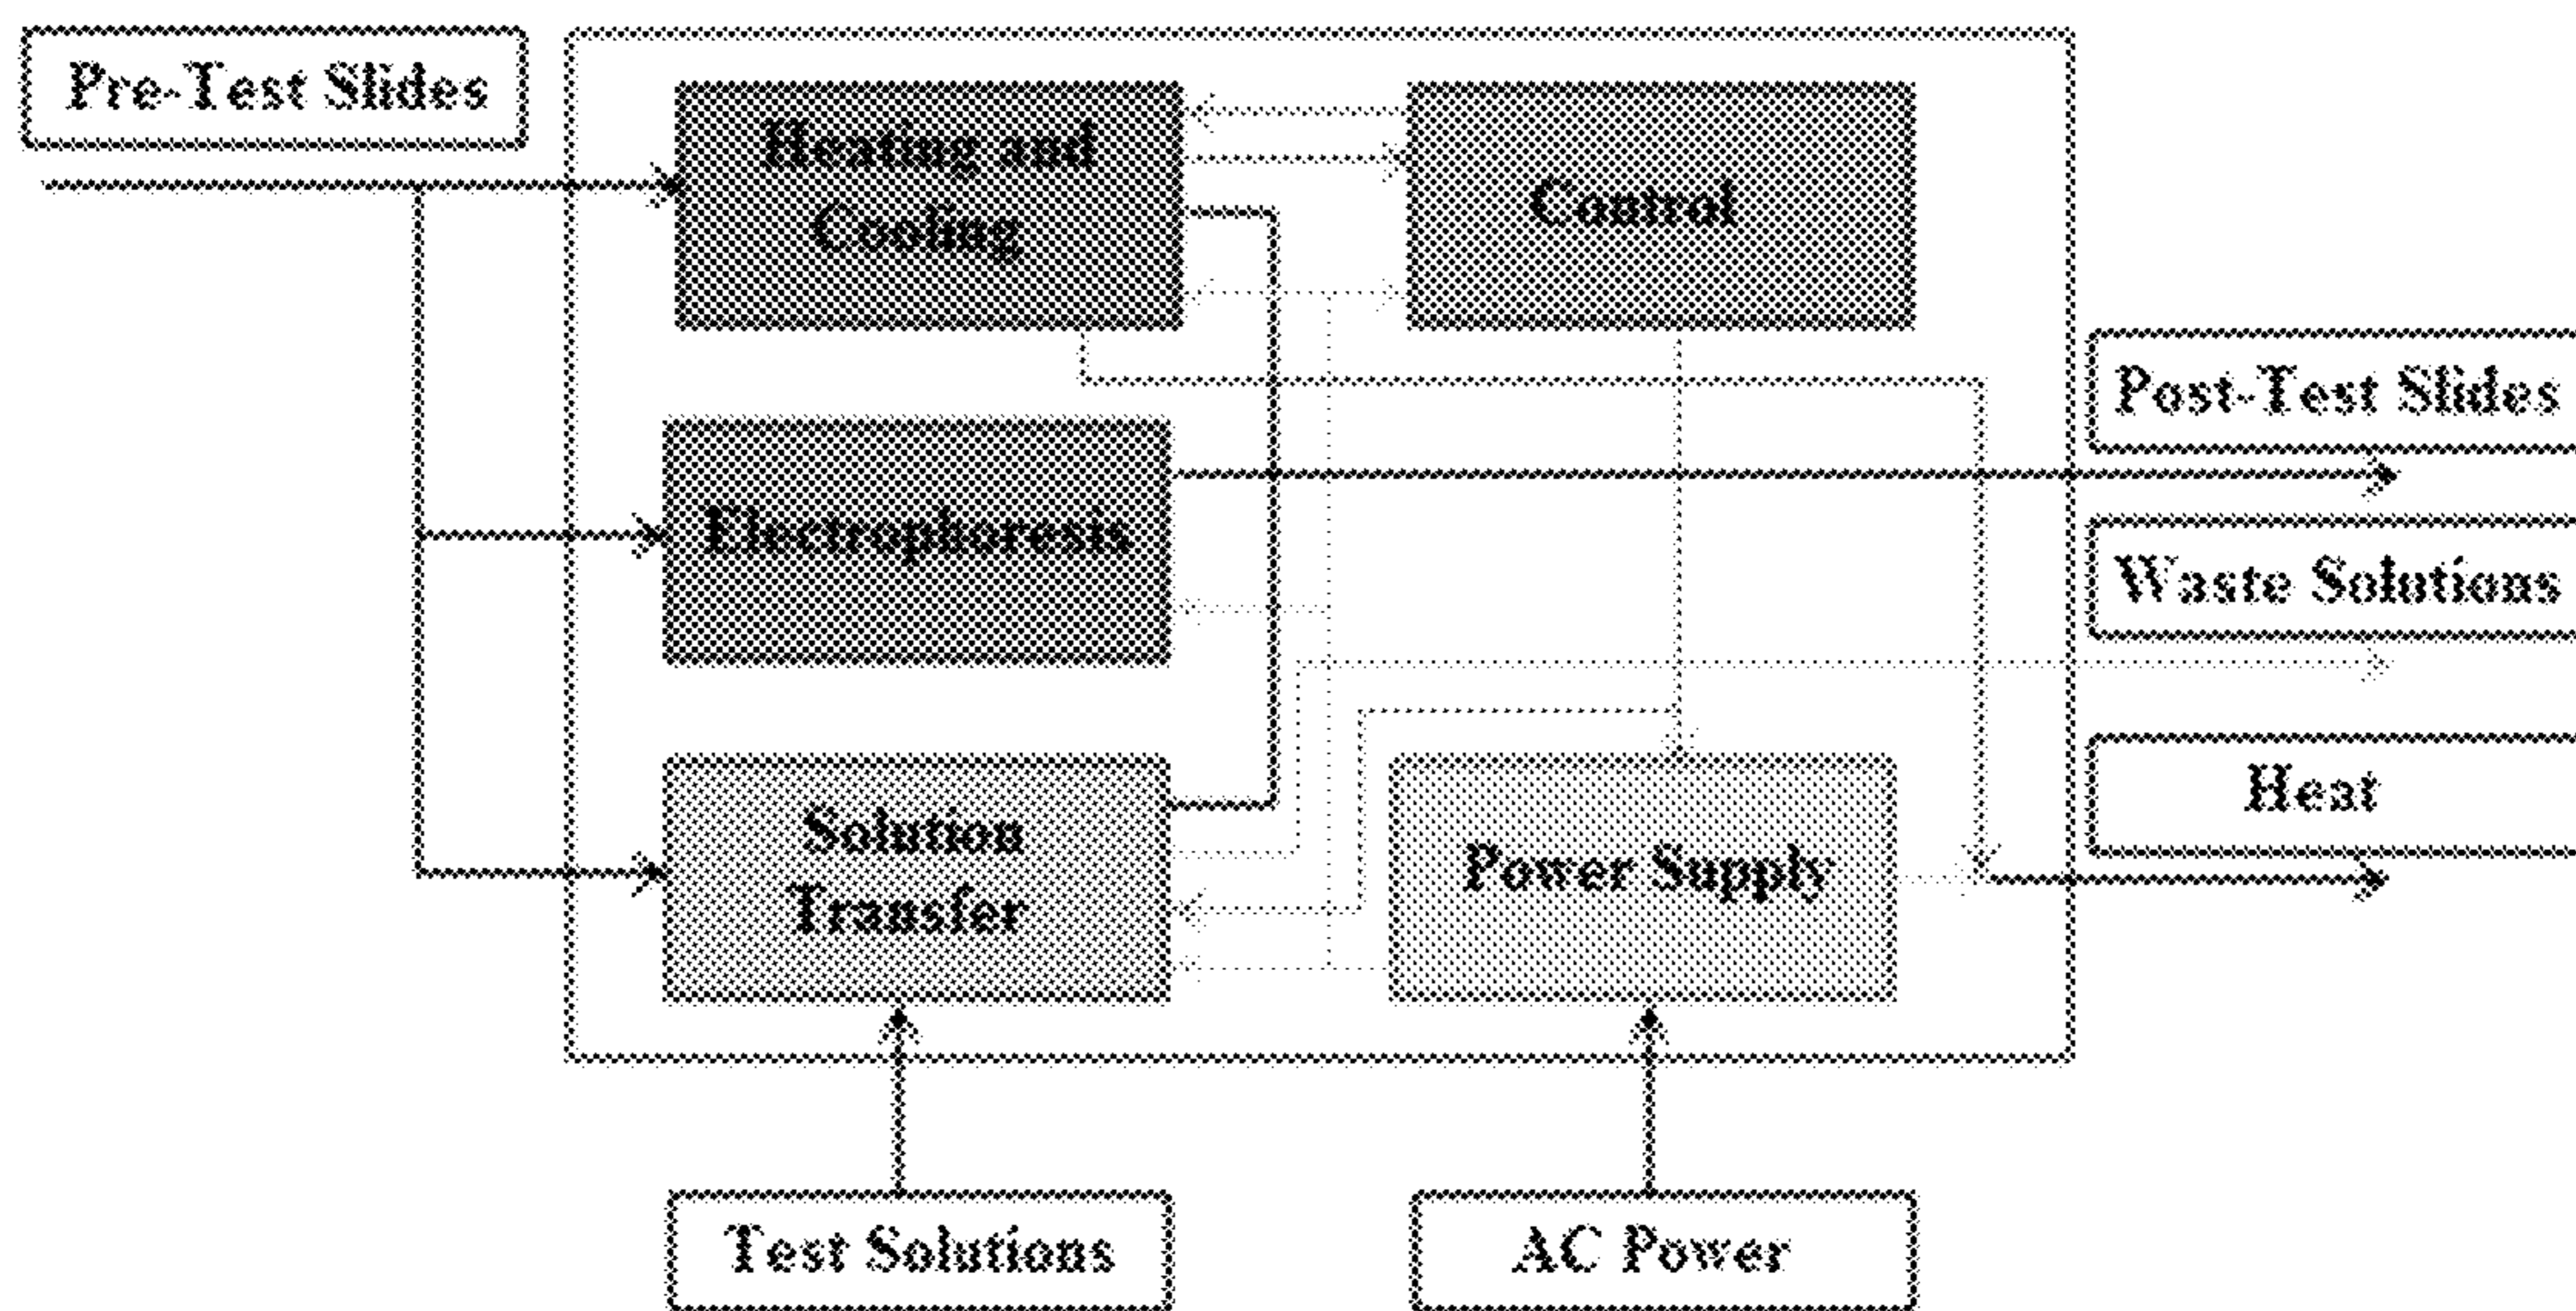 Pre-Test Slides
Heating and
Cooling
Control
Post-Test Slides
Electrophoresis
Waste Solutions
Solution
Transfer
Power Supply
Heat
Test Solutions
AC Power